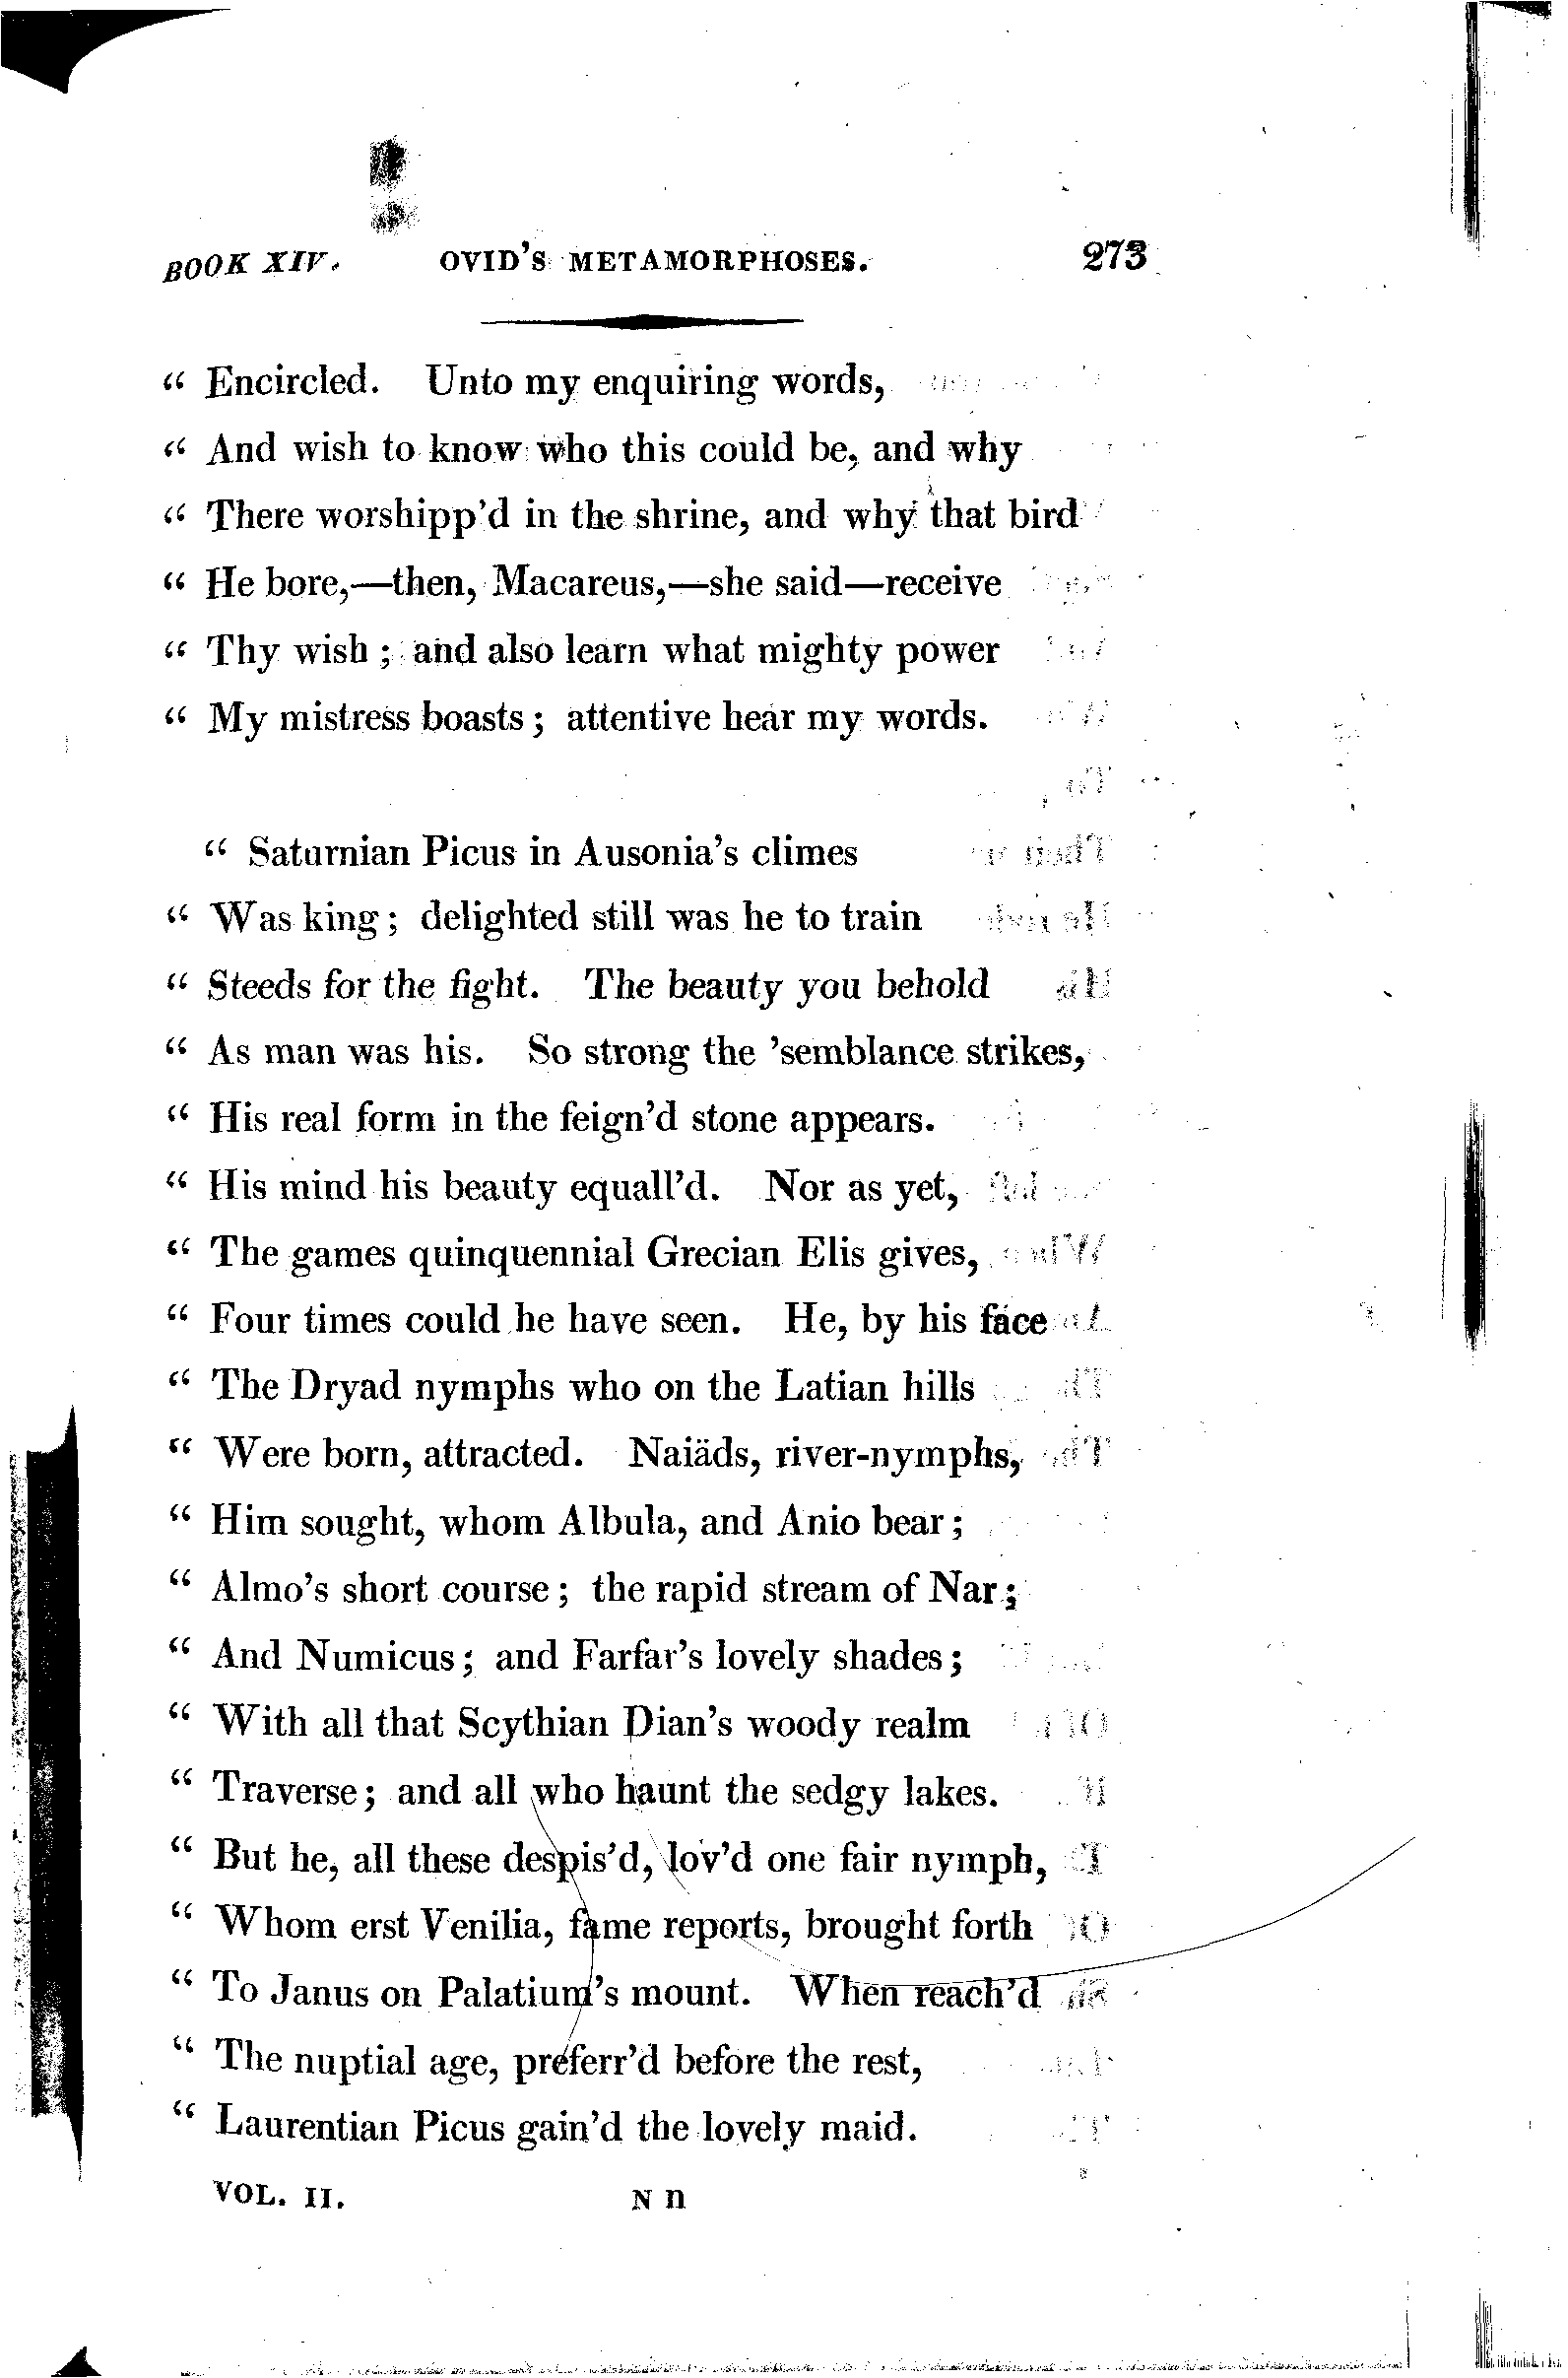 BOOK XIV. OVID'S METAMORPHOSES. 273
“ Encircled. Unto my enquiring words,
“ And wish to know who this could be, and why
“ There worshipp'd in the shrine, and why that bird
“ He bore,—then, Macareus,—she said—receive
“ Thy wish ; and also learn what mighty power
“ My mistress boasts ; attentive hear my words.
“ Saturnian Picus in Ausonia's climes
“ Was king ; delighted still was he to train
“ Steeds for the fight. The beauty you behold
“ As man was his. So strong the 'semblance strikes,
“ His real form in the feign'd stone appears.
“ His mind his beauty equall'd. Nor as yet,
“ The games quinquennial Grecian Elis gives,
“ Four times could he have seen. He, by his face
“ The Dryad nymphs who on the Latian hills
“ Were born, attracted. Naiäds, river-nymphs,
“ Him sought, whom Albula, and Anio bear ;
“ Almo's short course ; the rapid stream of Nar ;
“ And Numicus ; and Farfar's lovely shades ;
“ With all that Scythian Dian's woody realm
“ Traverse ; and all who haunt the sedgy lakes.
“ But he, all these despis'd, lov'd one fair nymph,
“ Whom erst Venilia, fame reports, brought forth
“ To Janus on Palatium's mount. When reach'd
“ The nuptial age, preferr'd before the rest,
“ Laurentian Picus gain'd the lovely maid.
VOL. II. N n